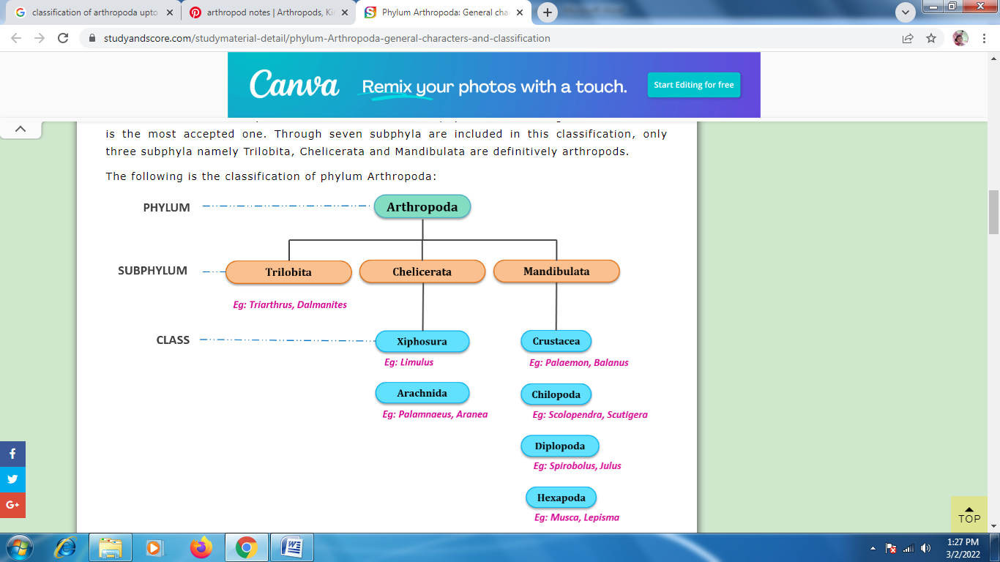 classification of arthropoda upto
arthropod notes | Arthropods, Ki
Phylum Arthropoda: General cha
studyandscore.com/studymaterial-detail/phylum-Arthropoda-general-characters-and-classification
Canva Remix your photos with a touch. Start Editing for free
is the most accepted one. Through seven subphyla are included in this classification, only
three subphyla namely Trilobita, Chelicerata and Mandibulata are definitively arthropods.
The following is the classification of phylum Arthropoda:
PHYLUM Arthropoda
SUBPHYLUM Trilobita Chelicerata Mandibulata
Eg: Triarthrus, Dalmanites
CLASS Xiphosura Crustacea
Eg: Limulus Eg: Palaemon, Balanus
Arachnida Chilopoda
Eg: Palamnaeus, Aranea Eg: Scolopendra, Scutigera
Diplopoda
Eg: Spirobolus, Julus
Hexapoda
Eg: Musca, Lepisma
G+
TOP
1:27 PM
3/2/2022